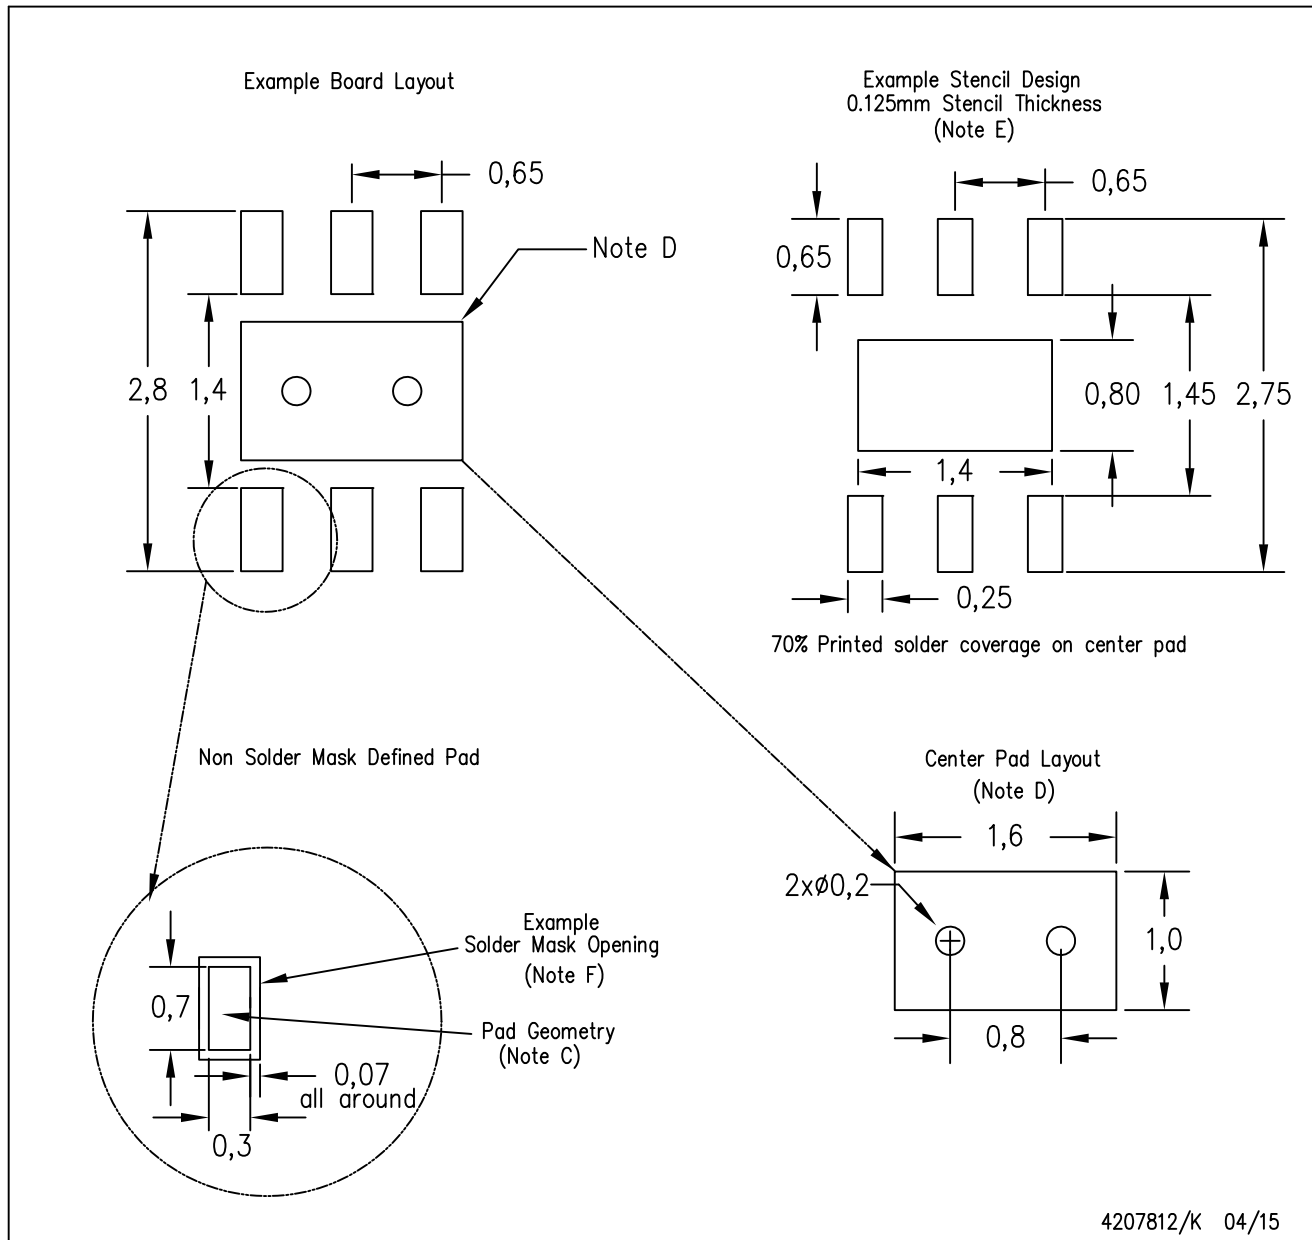 Example Board Layout
0,65
Note D
2,8
1,4
Example Stencil Design
0.125mm Stencil Thickness
(Note E)
0,65
0,65
0,80
1,45
2,75
1,4
0,25
70% Printed solder coverage on center pad
Non Solder Mask Defined Pad
Example
Solder Mask Opening
(Note F)
0,7
Pad Geometry
(Note C)
0,07
all around
0,3
Center Pad Layout
(Note D)
1,6
2xø0,2
1,0
0,8
4207812/K 04/15